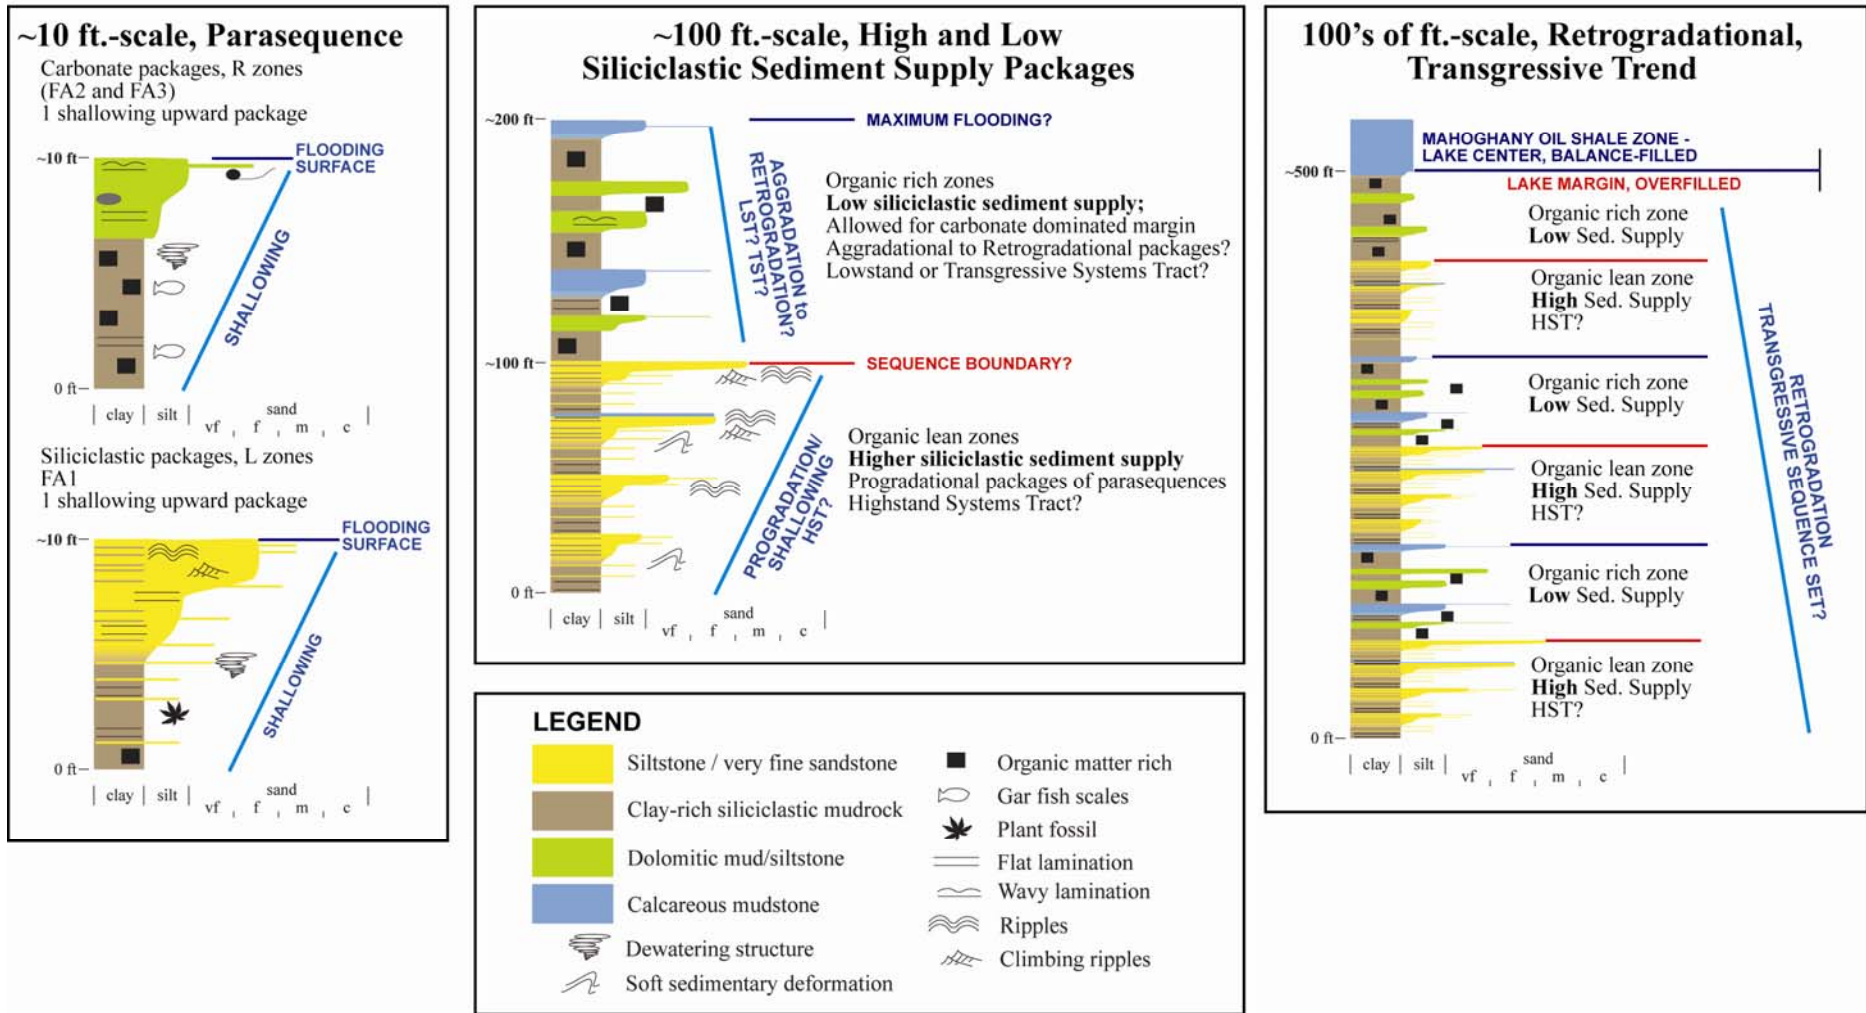 ~10 ft.-scale, Parasequence
Carbonate packages, R zones
(FA2 and FA3)
1 shallowing upward package
~10 ft
FLOODING
SURFACE
SHALLOWING
0 ft
clay silt sand
vf f m c
Siliciclastic packages, L zones
FA1
1 shallowing upward package
~10 ft
FLOODING
SURFACE
SHALLOWING
0 ft
clay silt sand
vf f m c
~100 ft.-scale, High and Low
Siliciclastic Sediment Supply Packages
~200 ft
MAXIMUM FLOODING?
AGGRADATION to
RETROGRADATION?
LST? TST?
Organic rich zones
Low siliciclastic sediment supply;
Allowed for carbonate dominated margin
Aggradational to Retrogradational packages?
Lowstand or Transgressive Systems Tract?
~100 ft
SEQUENCE BOUNDARY?
PROGRADATION/
SHALLOWING
HST?
Organic lean zones
Higher siliciclastic sediment supply
Progradational packages of parasequences
Highstand Systems Tract?
0 ft
clay silt sand
vf f m c
LEGEND
Siltstone / very fine sandstone
Clay-rich siliciclastic mudrock
Dolomitic mud/siltstone
Calcareous mudstone
Dewatering structure
Soft sedimentary deformation
Organic matter rich
Gar fish scales
Plant fossil
Flat lamination
Wavy lamination
Ripples
Climbing ripples
100's of ft.-scale, Retrogradational,
Transgressive Trend
MAHOGHANY OIL SHALE ZONE -
LAKE CENTER, BALANCE-FILLED
~500 ft
LAKE MARGIN, OVERFILLED
Organic rich zone
Low Sed. Supply
Organic lean zone
High Sed. Supply
HST?
Organic rich zone
Low Sed. Supply
Organic lean zone
High Sed. Supply
HST?
Organic rich zone
Low Sed. Supply
Organic lean zone
High Sed. Supply
HST?
RETROGRADATION
TRANSGRESSIVE SEQUENCE SET?
0 ft
clay silt sand
vf f m c